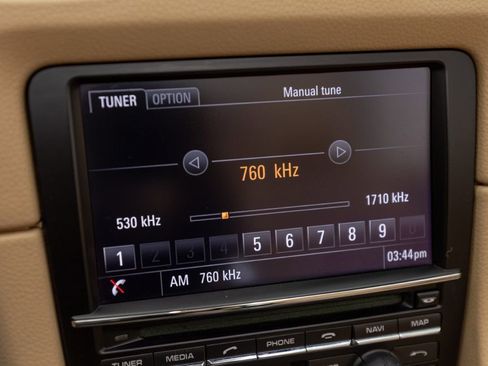 TUNER OPTION Manual tune
760 kHz
530 kHz 1710 kHz
1 2 3 4 5 6 7 8 9 0
AM 760 kHz 03:44pm
PHONE NAVI MAP
TUNER MEDIA